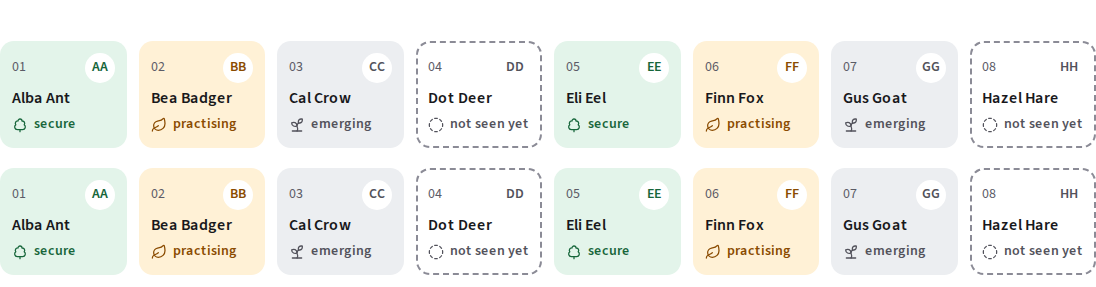 01 AA 02 BB 03 CC 04 DD 05 EE 06 FF 07 GG 08 HH
Alba Ant Bea Badger Cal Crow Dot Deer Eli Eel Finn Fox Gus Goat Hazel Hare
secure practising emerging not seen yet secure practising emerging not seen yet
01 AA 02 BB 03 CC 04 DD 05 EE 06 FF 07 GG 08 HH
Alba Ant Bea Badger Cal Crow Dot Deer Eli Eel Finn Fox Gus Goat Hazel Hare
secure practising emerging not seen yet secure practising emerging not seen yet